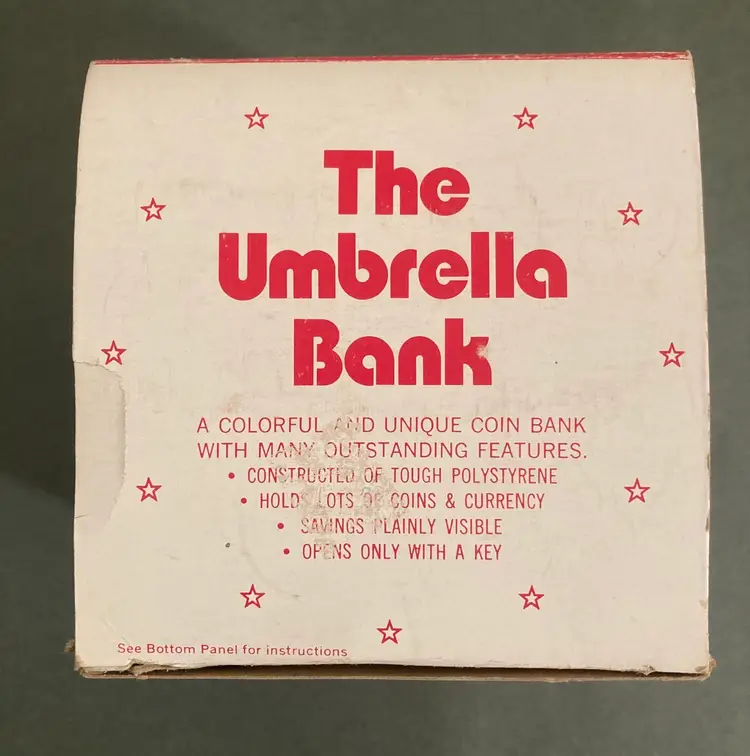 The
Umbrella
Bank
A COLORFUL AND UNIQUE COIN BANK
WITH MANY OUTSTANDING FEATURES.
• CONSTRUCTED OF TOUGH POLYSTYRENE
• HOLDS LOTS OF COINS & CURRENCY
• SAVINGS PLAINLY VISIBLE
• OPENS ONLY WITH A KEY
See Bottom Panel for instructions